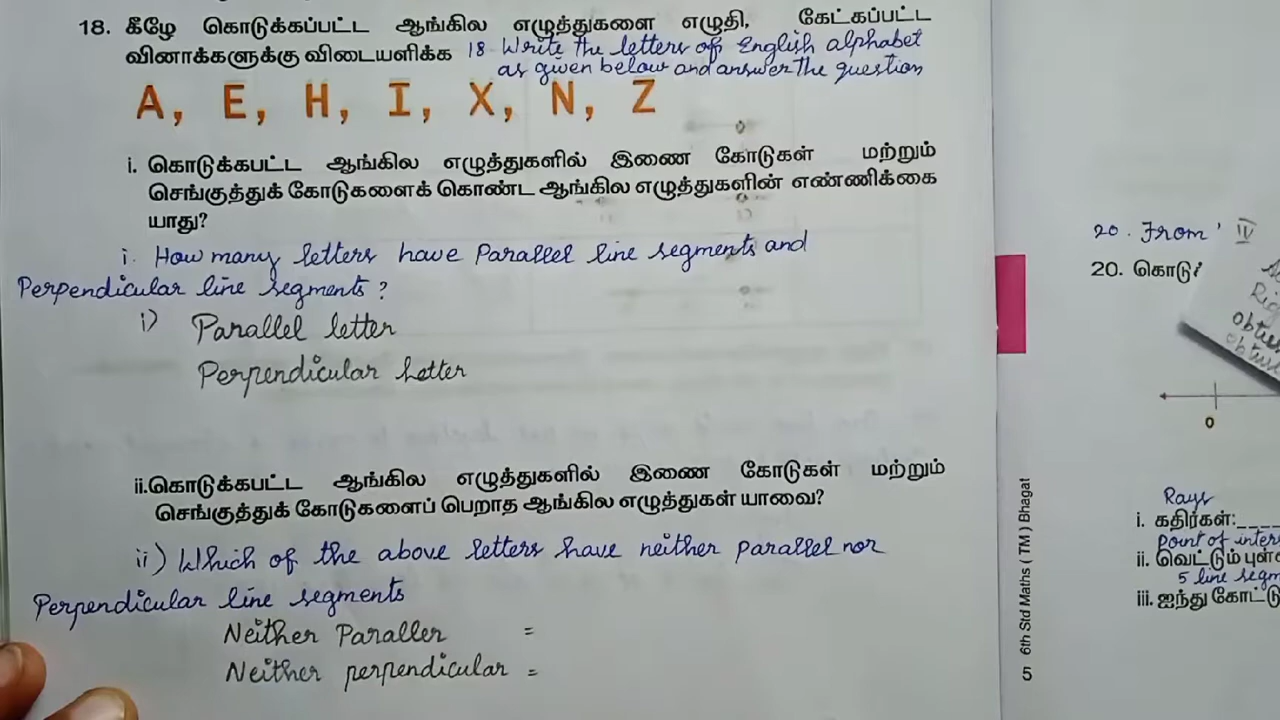 18. கீழே கொடுக்கப்பட்ட ஆங்கில எழுத்துகளை எழுதி, கேட்கப்பட்ட
வினாக்களுக்கு விடையளிக்க 18 Write the letters of English alphabet
as given below and answer the question
A, E, H, I, X, N, Z
i. கொடுக்கபட்ட ஆங்கில எழுத்துகளில் இணை கோடுகள் மற்றும்
செங்குத்துக் கோடுகளைக் கொண்ட ஆங்கில எழுத்துகளின் எண்ணிக்கை
யாது?
i. How many letters have Parallel line segments and
Perpendicular line segments?
i) Parallel letter
Perpendicular Letter
ii.கொடுக்கபட்ட ஆங்கில எழுத்துகளில் இணை கோடுகள் மற்றும்
செங்குத்துக் கோடுகளைப் பெறாத ஆங்கில எழுத்துகள் யாவை?
ii) Which of the above letters have neither parallel nor
Perpendicular line segments
Neither Paraller =
Neither perpendicular =
5 6th Std Maths ( TM ) Bhagat
20. From IV
20.
0
Rays
i. கதிர்கள்:
Point of
ii. வெட்டும்
5 line
iii. ஐந்து